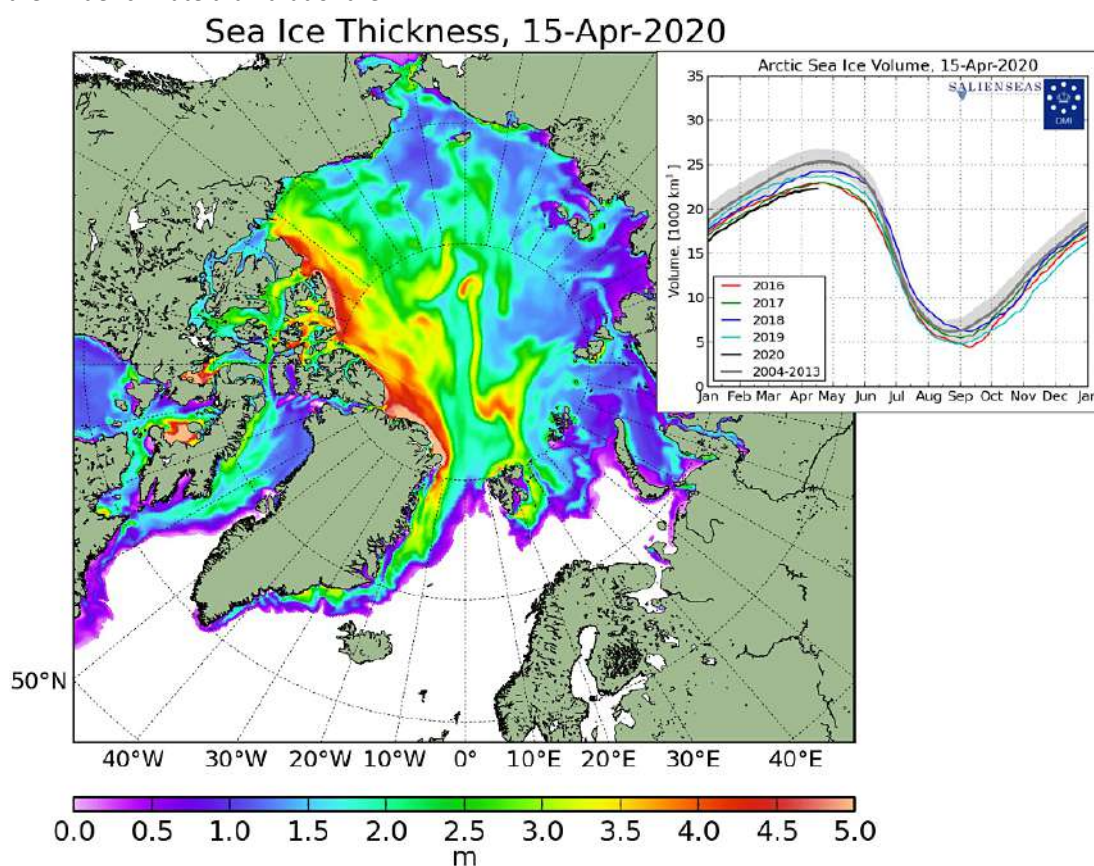 Sea Ice Thickness, 15-Apr-2020
Arctic Sea Ice Volume, 15-Apr-2020
SALIENSEAS
DMI
Volume, [1000 km³]
35
30
25
20
15
10
5
0
2016
2017
2018
2019
2020
2004-2013
Jan Feb Mar Apr May Jun Jul Aug Sep Oct Nov Dec Jan
50°N
40°W 30°W 20°W 10°W 0° 10°E 20°E 30°E 40°E
0.0 0.5 1.0 1.5 2.0 2.5 3.0 3.5 4.0 4.5 5.0
m